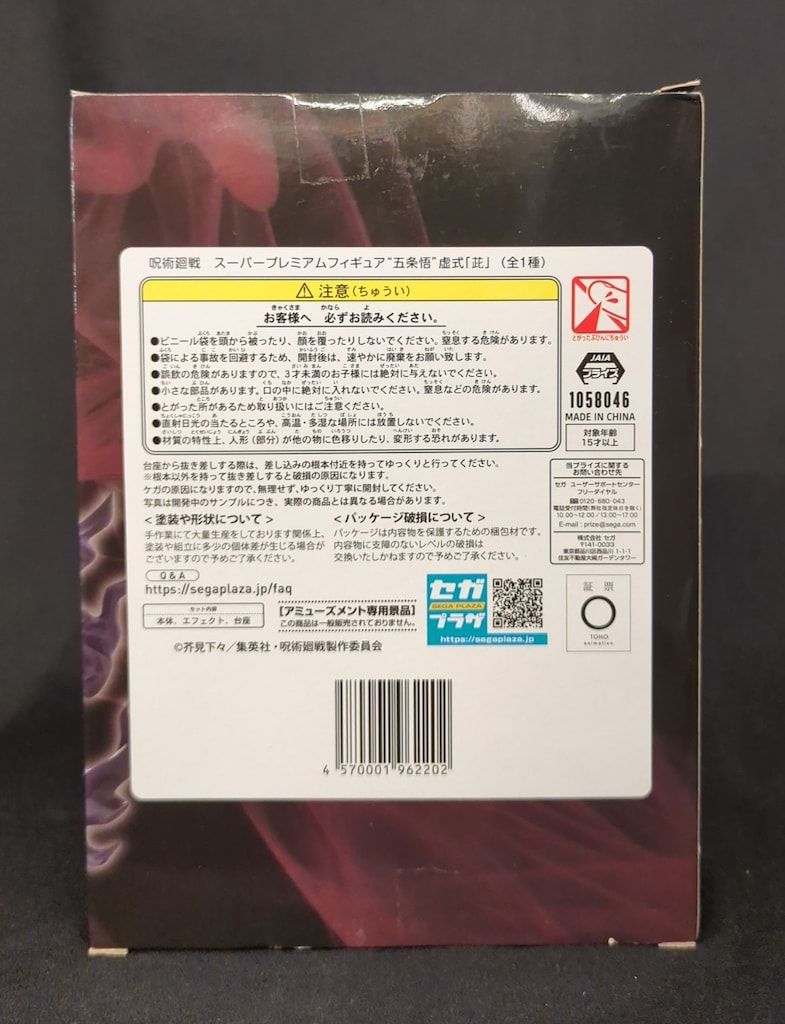 呪術廻戦 スーパープレミアムフィギュア"五条悟"虚式「茈」（全1種）
⚠ 注意(ちゅうい)
お客様へ 必ずお読みください。
●ビニール袋を頭から被ったり、顔を覆ったりしないでください。窒息する危険があります。
●袋による事故を回避するため、開封後は、速やかに廃棄をお願い致します。
●誤飲の危険がありますので、3才未満のお子様には絶対に与えないでください。
●小さな部品があります。口の中に絶対に入れないでください。窒息などの危険があります。
●とがった所があるため取り扱いにはご注意ください。
●直射日光の当たるところや、高温・多湿な場所には放置しないでください。
●材質の特性上、人形(部分)が他の物に色移りしたり、変形する恐れがあります。
とがったぶひんにちゅうい
JAIA
プライズ
1058046
MADE IN CHINA
対象年齢
15才以上
台座から抜き差しする際は、差し込みの根本付近を持ってゆっくりと行ってください。
※根本以外を持って抜き差しすると破損の原因になります。
ケガの原因になりますので、無理せず、ゆっくり丁寧に開封してください。
写真は開発中のサンプルにつき、実際の商品とは異なる場合があります。
当プライズに関する
お問い合わせ先
セガ ユーザーサポートセンター
フリーダイヤル
0120-680-043
電話受付時間(弊社指定休日を除く)
10:00〜12:00/13:00〜17:00
E-mail : prize@sega.com
株式会社 セガ
〒141-0033
東京都品川区西品川 1-1-1
住友不動産大崎ガーデンタワー
＜塗装や形状について＞
手作業にて大量生産をしております関係上、
塗装や組立に多少の個体差が生じる場合が
ございますので予めご了承ください。
＜パッケージ破損について＞
パッケージは内容物を保護するための梱包材です。
内容物に支障のないレベルの破損は
交換いたしかねますので予めご了承ください。
Q & A
https://segaplaza.jp/faq
セット内容
本体、エフェクト、台座
[アミューズメント専用景品]
この商品は一般販売されておりません。
セガ
SEGA PLAZA
プラザ
https://segaplaza.jp
証 票
TOHO
animation
©芥見下々／集英社・呪術廻戦製作委員会
4 570001 962202